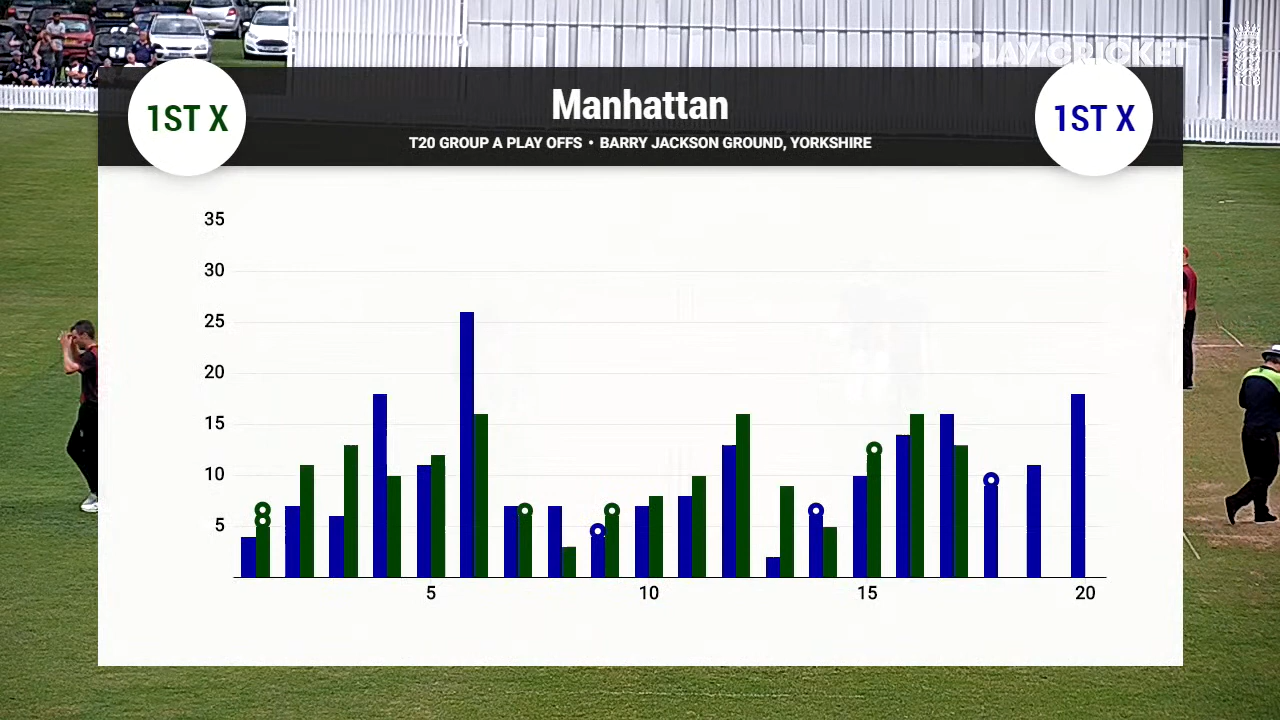 PLAY-CRICKET
1ST X
Manhattan
1ST X
T20 GROUP A PLAY OFFS • BARRY JACKSON GROUND, YORKSHIRE
35
30
25
20
15
10
5
5
10
15
20